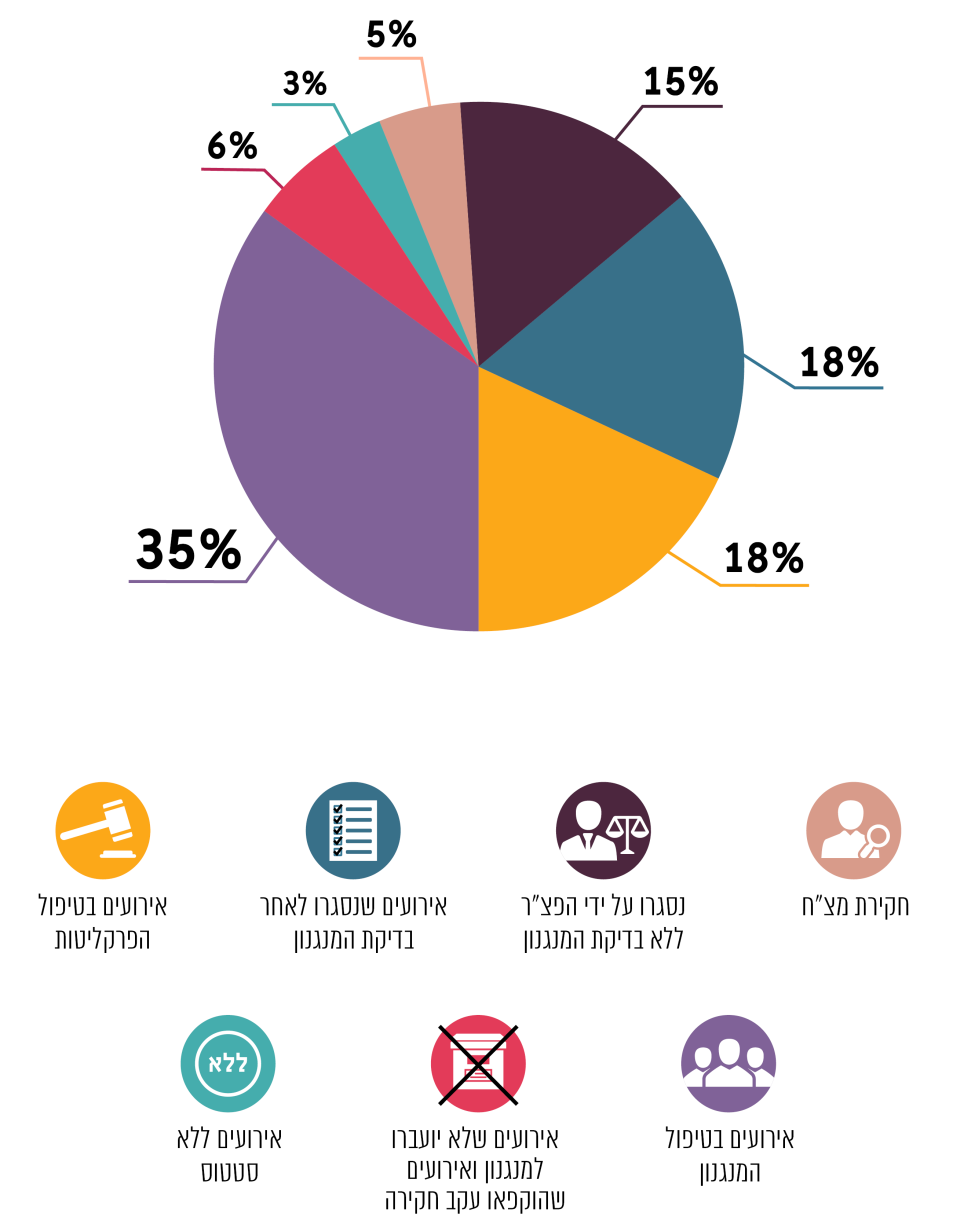 5%
15%
3%
6%
18%
35%
18%
חקירת מצ"ח
נסגרו על ידי הפצ"ר
ללא בדיקת המנגנון
אירועים שנסגרו לאחר
בדיקת המנגנון
אירועים בטיפול
הפרקליטות
אירועים בטיפול
המנגנון
אירועים שלא יועברו
למנגנון ואירועים
שהוקפאו עקב חקירה
ללא
אירועים ללא
סטטוס